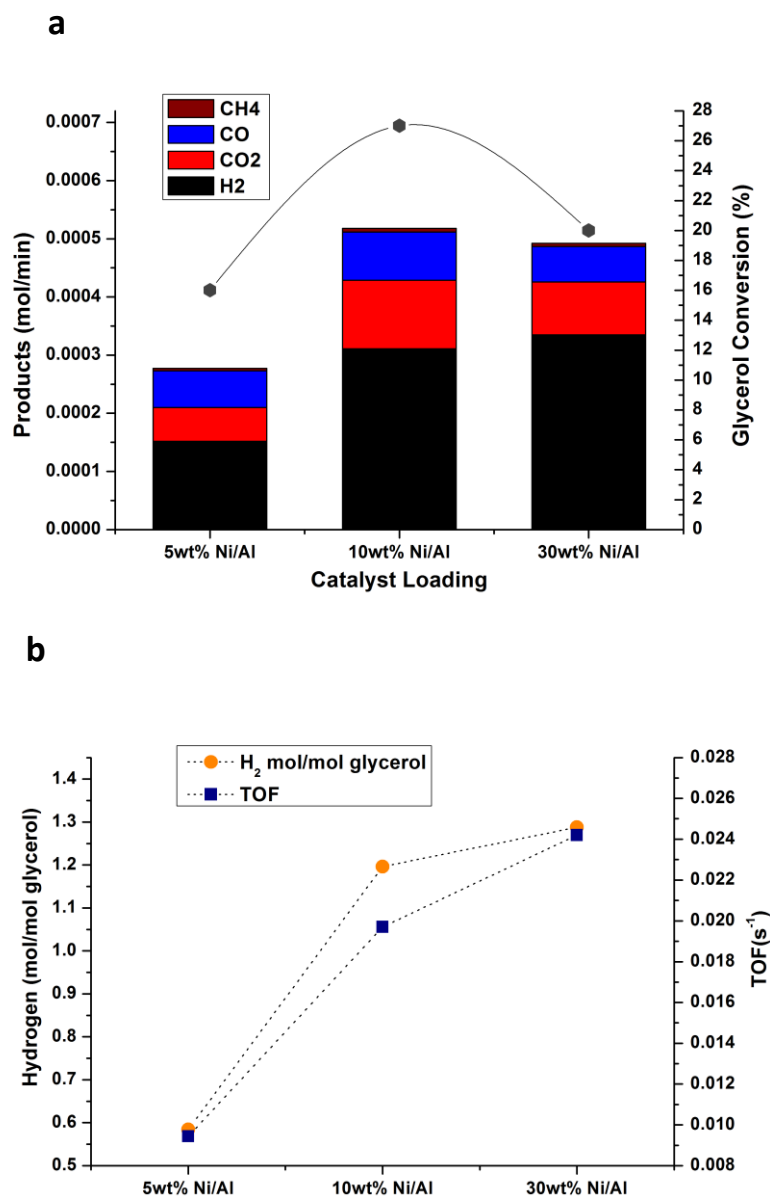 a
CH4
CO
CO2
H2
0.0007
0.0006
0.0005
0.0004
0.0003
0.0002
0.0001
0.0000
Products (mol/min)
28
26
24
22
20
18
16
14
12
10
8
6
4
2
0
Glycerol Conversion (%)
5wt% Ni/Al 10wt% Ni/Al 30wt% Ni/Al
Catalyst Loading
b
H₂ mol/mol glycerol
TOF
1.4
1.3
1.2
1.1
1.0
0.9
0.8
0.7
0.6
0.5
Hydrogen (mol/mol glycerol)
0.028
0.026
0.024
0.022
0.020
0.018
0.016
0.014
0.012
0.010
0.008
TOF(s⁻¹)
5wt% Ni/Al 10wt% Ni/Al 30wt% Ni/Al